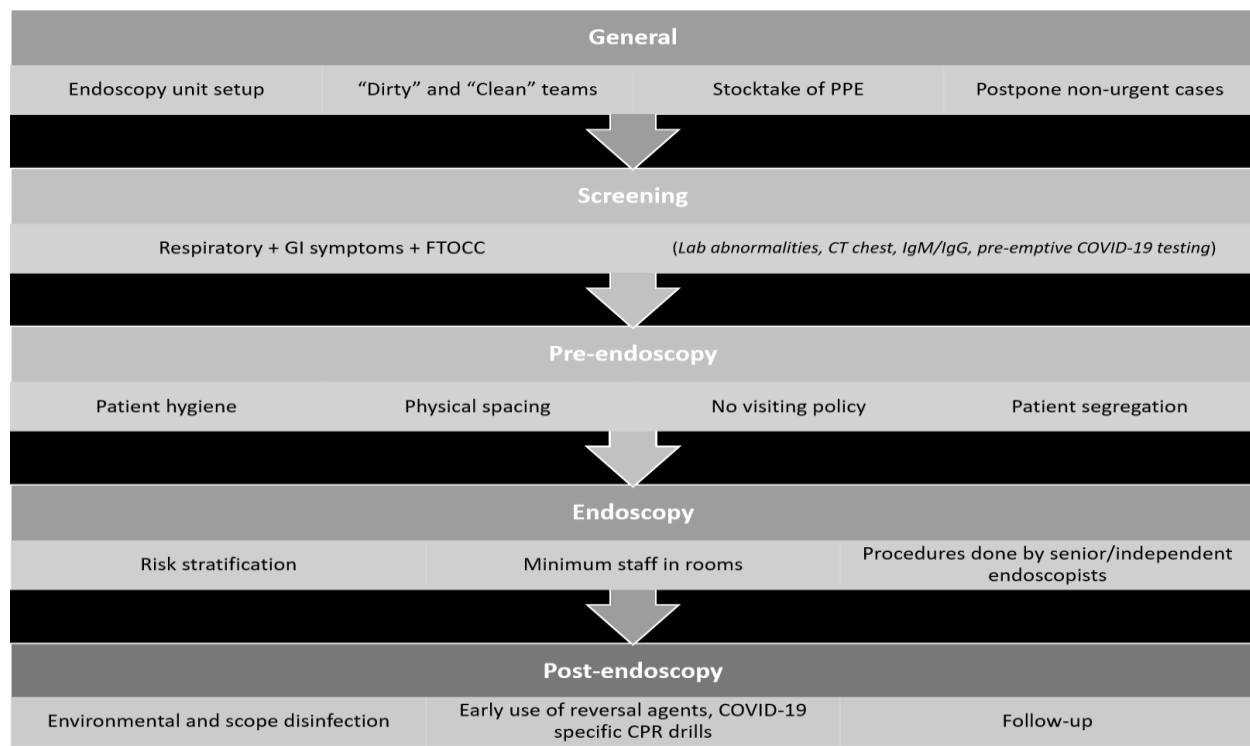 General
Endoscopy unit setup
“Dirty” and “Clean” teams
Stocktake of PPE
Postpone non-urgent cases
Screening
Respiratory + GI symptoms + FTOCC
(Lab abnormalities, CT chest, IgM/IgG, pre-emptive COVID-19 testing)
Pre-endoscopy
Patient hygiene
Physical spacing
No visiting policy
Patient segregation
Endoscopy
Risk stratification
Minimum staff in rooms
Procedures done by senior/independent
endoscopists
Post-endoscopy
Environmental and scope disinfection
Early use of reversal agents, COVID-19
specific CPR drills
Follow-up